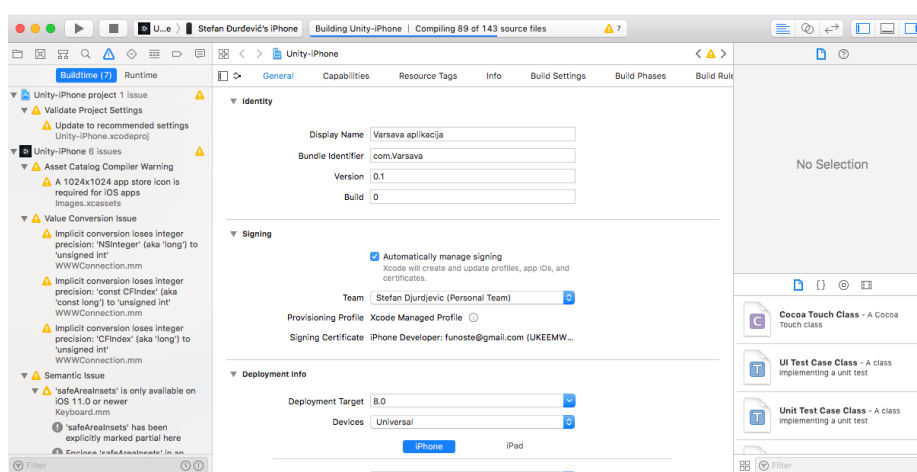 U...e
Stefan Đurđević's iPhone
Building Unity-iPhone | Compiling 89 of 143 source files
7
Unity-iPhone
Buildtime (7)
Runtime
General
Capabilities
Resource Tags
Info
Build Settings
Build Phases
Build Rule
Unity-iPhone project 1 issue
Validate Project Settings
Update to recommended settings
Unity-iPhone.xcodeproj
Unity-iPhone 6 issues
Asset Catalog Compiler Warning
A 1024x1024 app store icon is
required for iOS apps
Images.xcassets
Value Conversion Issue
Implicit conversion loses integer
precision: 'NSInteger' (aka 'long') to
'unsigned int'
WWWConnection.mm
Implicit conversion loses integer
precision: 'const CFIndex' (aka
'const long') to 'unsigned int'
WWWConnection.mm
Implicit conversion loses integer
precision: 'CFIndex' (aka 'long') to
'unsigned int'
WWWConnection.mm
Semantic Issue
'safeAreaInsets' is only available on
iOS 11.0 or newer
Keyboard.mm
'safeAreaInsets' has been
explicitly marked partial here
Enclose 'safeAreaInsets' in an
Filter
Identity
Display Name Varsava aplikacija
Bundle Identifier com.Varsava
Version 0.1
Build 0
Signing
Automatically manage signing
Xcode will create and update profiles, app IDs, and
certificates.
Team Stefan Djurdjevic (Personal Team)
Provisioning Profile Xcode Managed Profile
Signing Certificate iPhone Developer: funoste@gmail.com (UKEEMW...
Deployment Info
Deployment Target 8.0
Devices Universal
iPhone
iPad
No Selection
{}
C
Cocoa Touch Class - A Cocoa
Touch class
T
UI Test Case Class - A class
implementing a unit test
T
Unit Test Case Class - A class
implementing a unit test
Filter